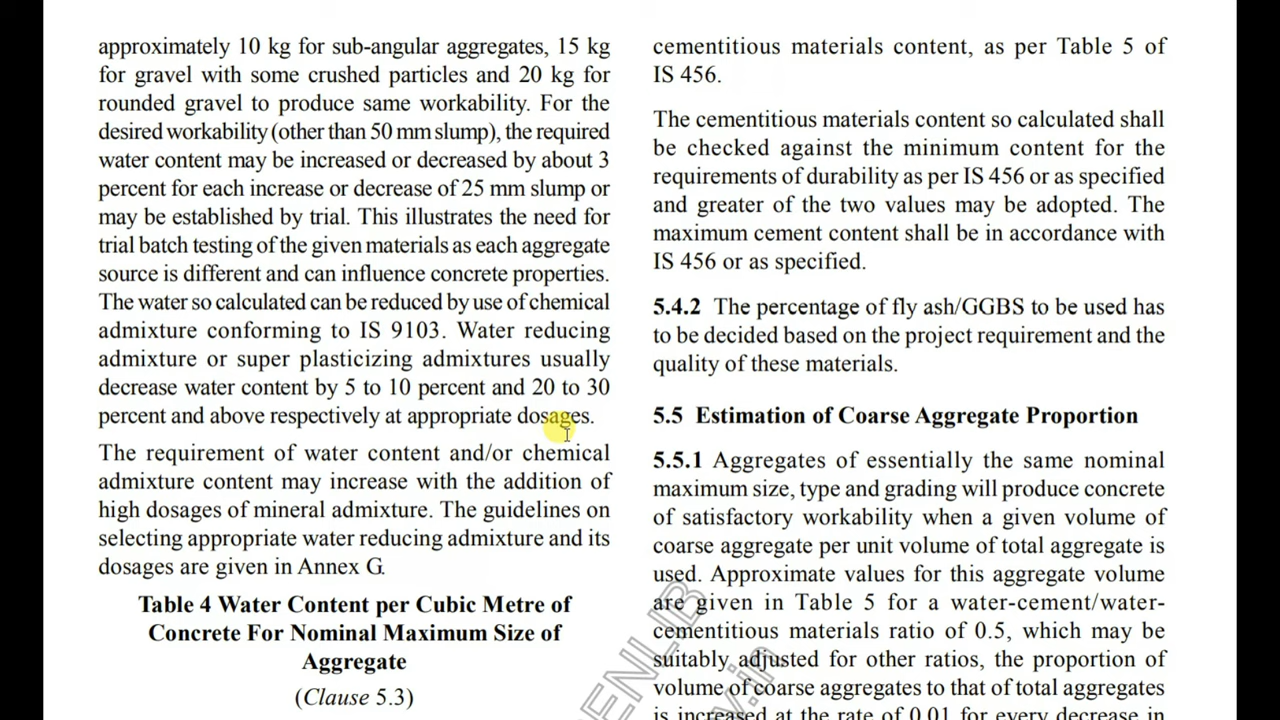 approximately 10 kg for sub-angular aggregates, 15 kg
for gravel with some crushed particles and 20 kg for
rounded gravel to produce same workability. For the
desired workability (other than 50 mm slump), the required
water content may be increased or decreased by about 3
percent for each increase or decrease of 25 mm slump or
may be established by trial. This illustrates the need for
trial batch testing of the given materials as each aggregate
source is different and can influence concrete properties.
The water so calculated can be reduced by use of chemical
admixture conforming to IS 9103. Water reducing
admixture or super plasticizing admixtures usually
decrease water content by 5 to 10 percent and 20 to 30
percent and above respectively at appropriate dosages.
The requirement of water content and/or chemical
admixture content may increase with the addition of
high dosages of mineral admixture. The guidelines on
selecting appropriate water reducing admixture and its
dosages are given in Annex G.
Table 4 Water Content per Cubic Metre of
Concrete For Nominal Maximum Size of
Aggregate
(Clause 5.3)
cementitious materials content, as per Table 5 of
IS 456.
The cementitious materials content so calculated shall
be checked against the minimum content for the
requirements of durability as per IS 456 or as specified
and greater of the two values may be adopted. The
maximum cement content shall be in accordance with
IS 456 or as specified.
5.4.2 The percentage of fly ash/GGBS to be used has
to be decided based on the project requirement and the
quality of these materials.
5.5 Estimation of Coarse Aggregate Proportion
5.5.1 Aggregates of essentially the same nominal
maximum size, type and grading will produce concrete
of satisfactory workability when a given volume of
coarse aggregate per unit volume of total aggregate is
used. Approximate values for this aggregate volume
are given in Table 5 for a water-cement/water-
cementitious materials ratio of 0.5, which may be
suitably adjusted for other ratios, the proportion of
volume of coarse aggregates to that of total aggregates
is increased at the rate of 0.01 for every decrease in